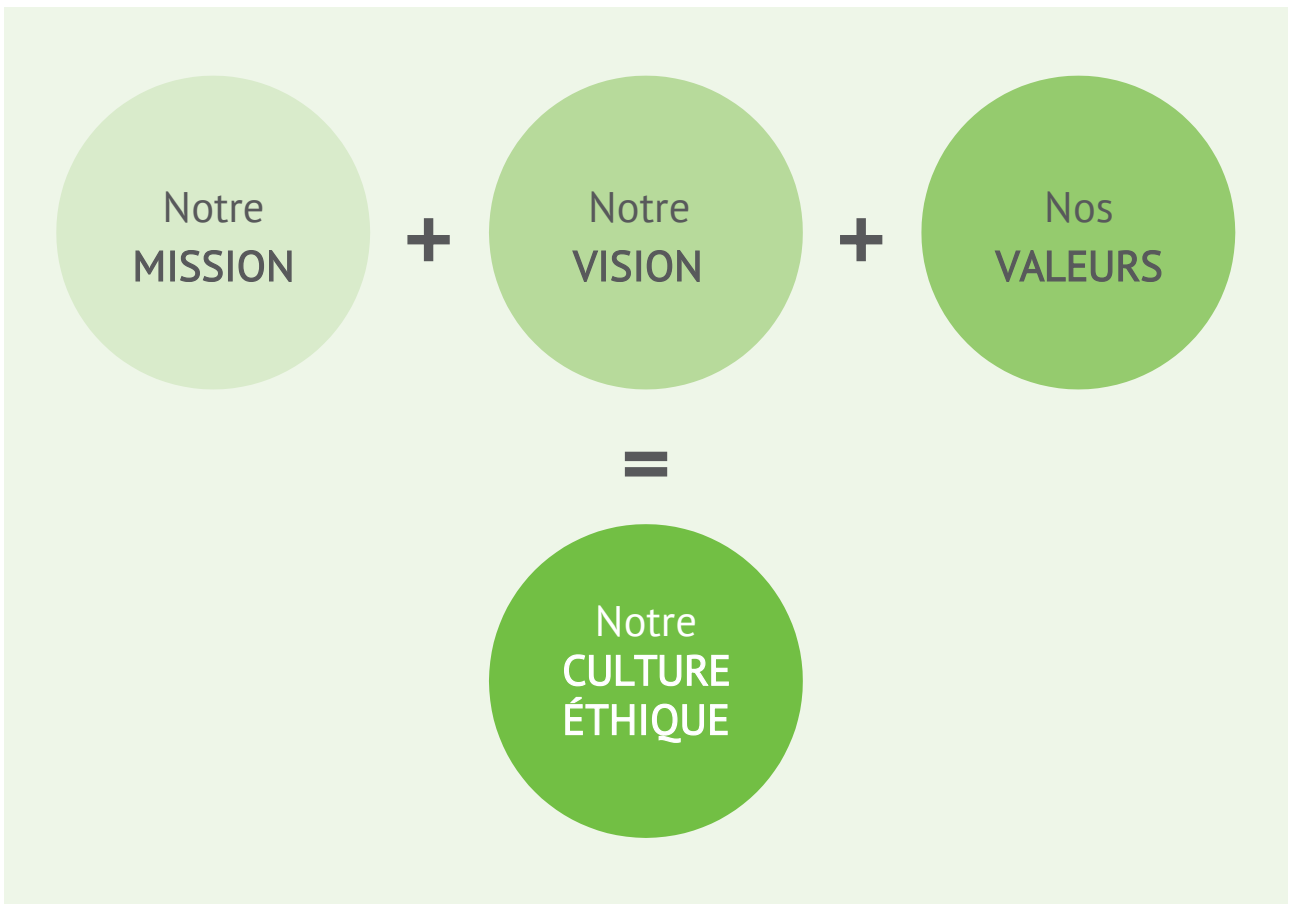 Notre
MISSION
+
Notre
VISION
+
Nos
VALEURS
=
Notre
CULTURE
ÉTHIQUE